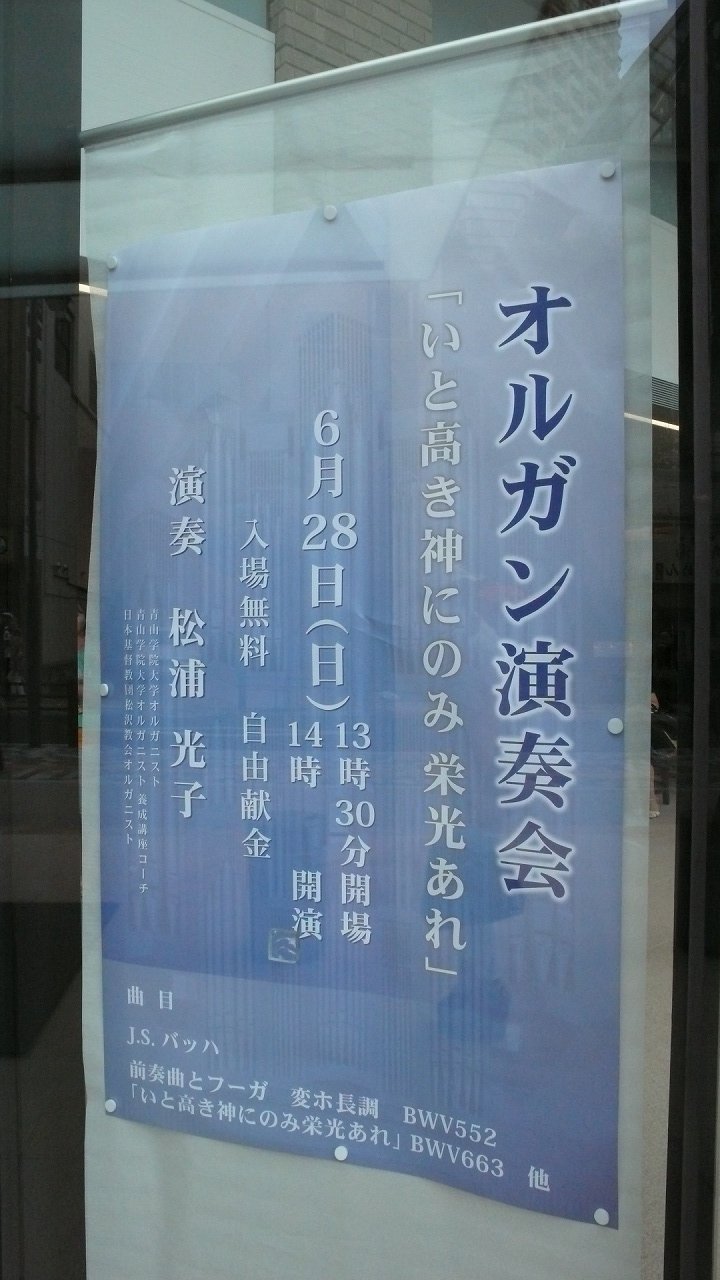 オルガン演奏会
「いと高き神にのみ 栄光あれ」
6月28日(日) 13時30分開場
14時 開演
入場無料 自由献金
演奏 松浦 光子
青山学院大学オルガニスト
青山学院大学オルガニスト養成講座コーチ
日本基督教団松沢教会オルガニスト
曲目
J.S.バッハ
前奏曲とフーガ 変ホ長調 BWV552
「いと高き神にのみ栄光あれ」BWV663 他